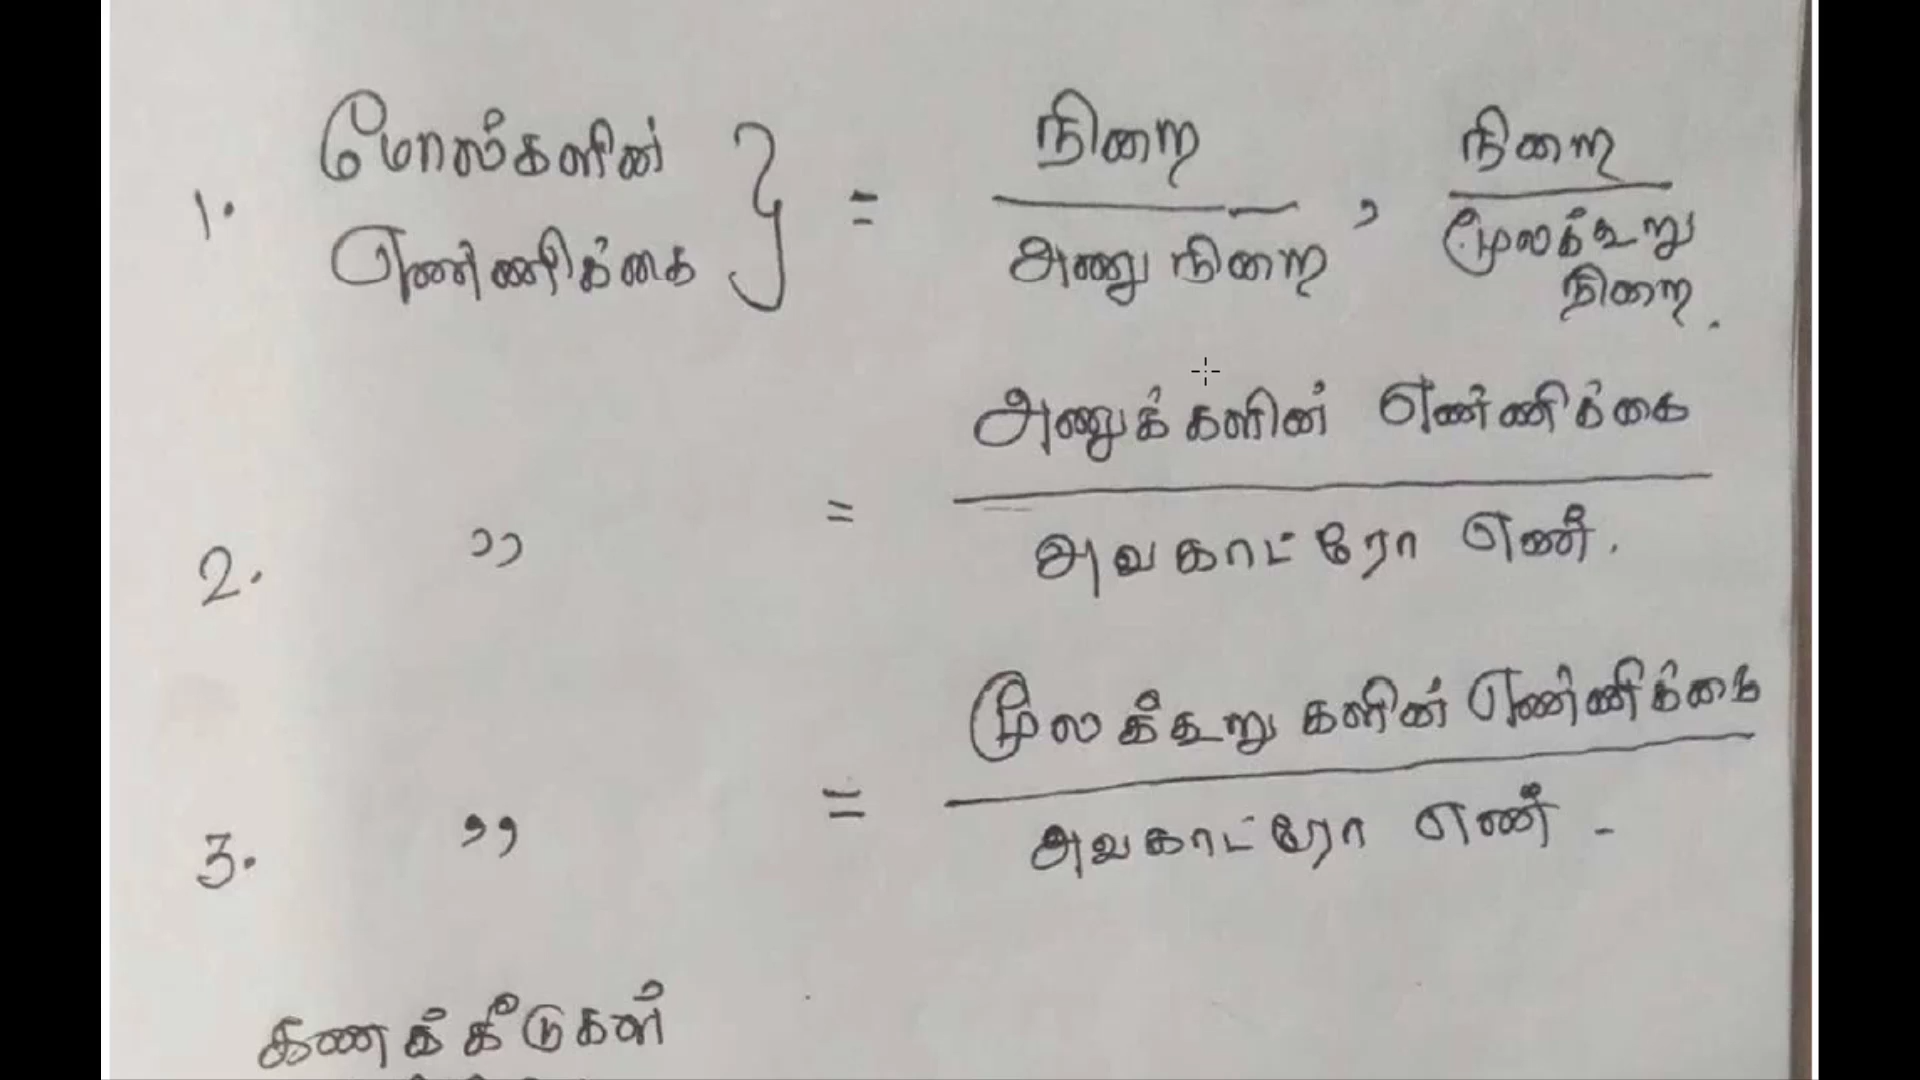 1. மோல்களின் எண்ணிக்கை } = நிறை / அணு நிறை , நிறை / மூலக்கூறு நிறை.
2. ,, = அணுக்களின் எண்ணிக்கை / அவகாட்ரோ எண்.
3. ,, = மூலக்கூறுகளின் எண்ணிக்கை / அவகாட்ரோ எண் -
கணக்கீடுகள்